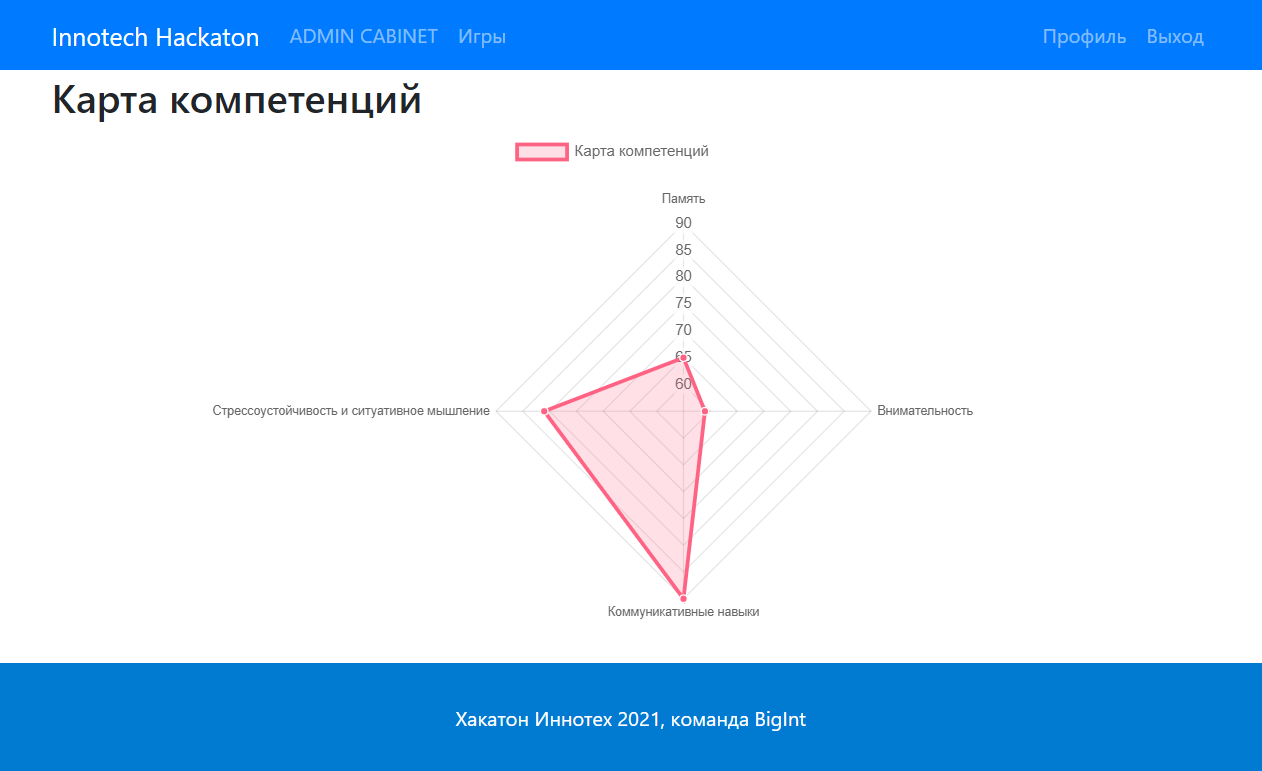 Innotech Hackaton ADMIN CABINET Игры Профиль Выход
Карта компетенций
Карта компетенций
Память
90
85
80
75
70
65
60
Стрессоустойчивость и ситуативное мышление
Внимательность
Коммуникативные навыки
Хакатон Иннотех 2021, команда BigInt